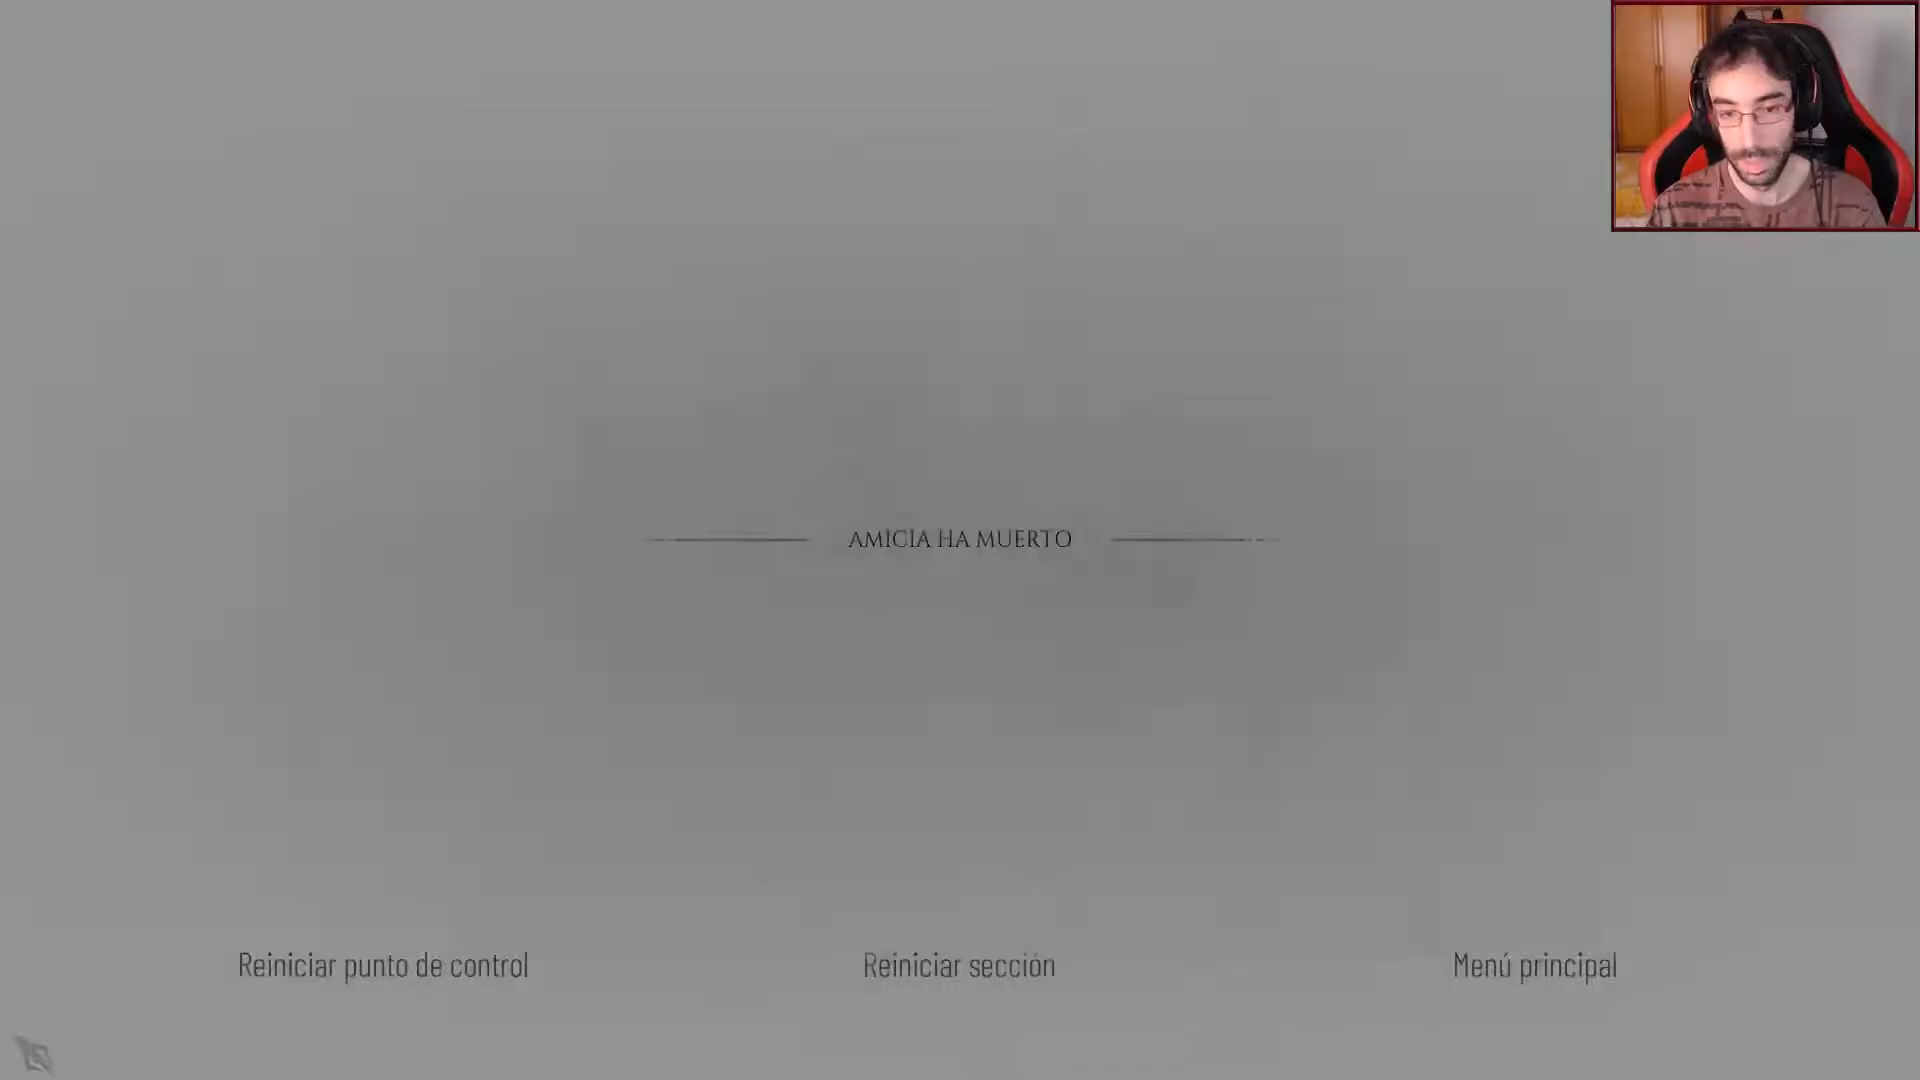 AMICIA HA MUERTO
Reiniciar punto de control
Reiniciar sección
Menú principal